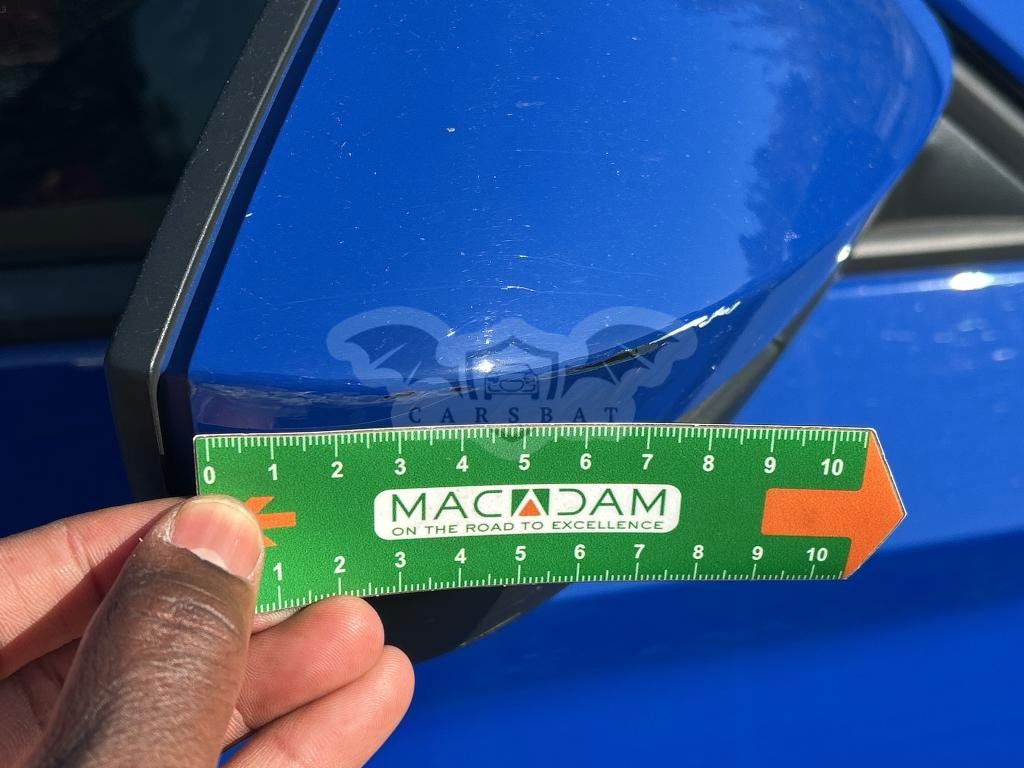 CARSBAT
0 1 2 3 4 5 6 7 8 9 10
MACADAM
ON THE ROAD TO EXCELLENCE
1 2 3 4 5 6 7 8 9 10